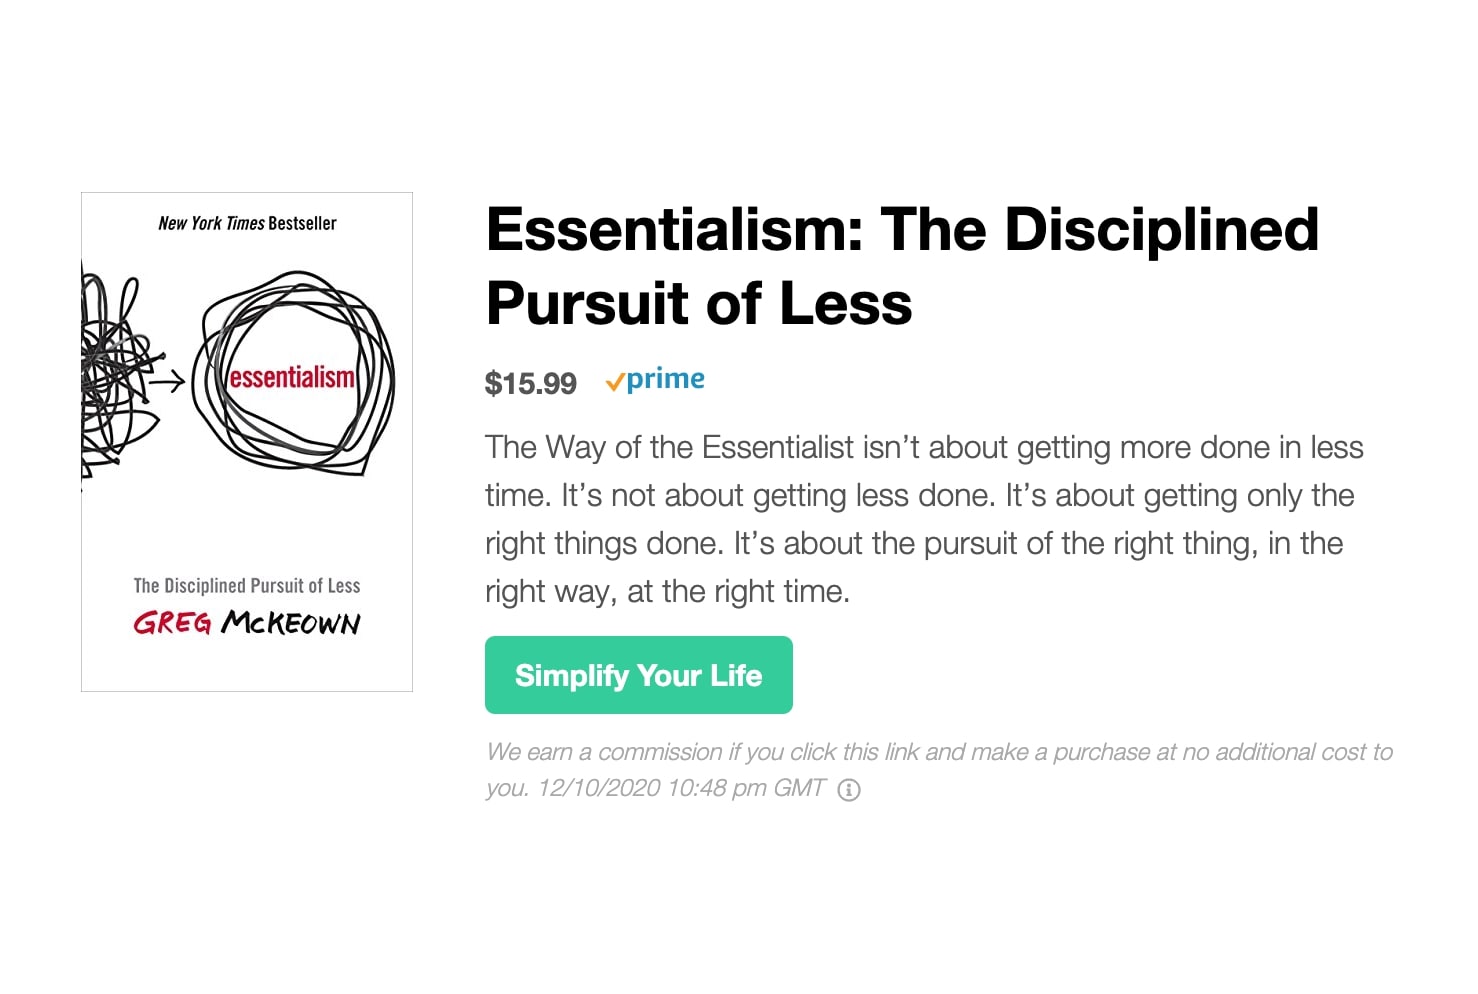 New York Times Bestseller
essentialism
The Disciplined Pursuit of Less
GREG MCKEOWN
Essentialism: The Disciplined
Pursuit of Less
$15.99 prime
The Way of the Essentialist isn’t about getting more done in less
time. It’s not about getting less done. It’s about getting only the
right things done. It’s about the pursuit of the right thing, in the
right way, at the right time.
Simplify Your Life
We earn a commission if you click this link and make a purchase at no additional cost to
you. 12/10/2020 10:48 pm GMT